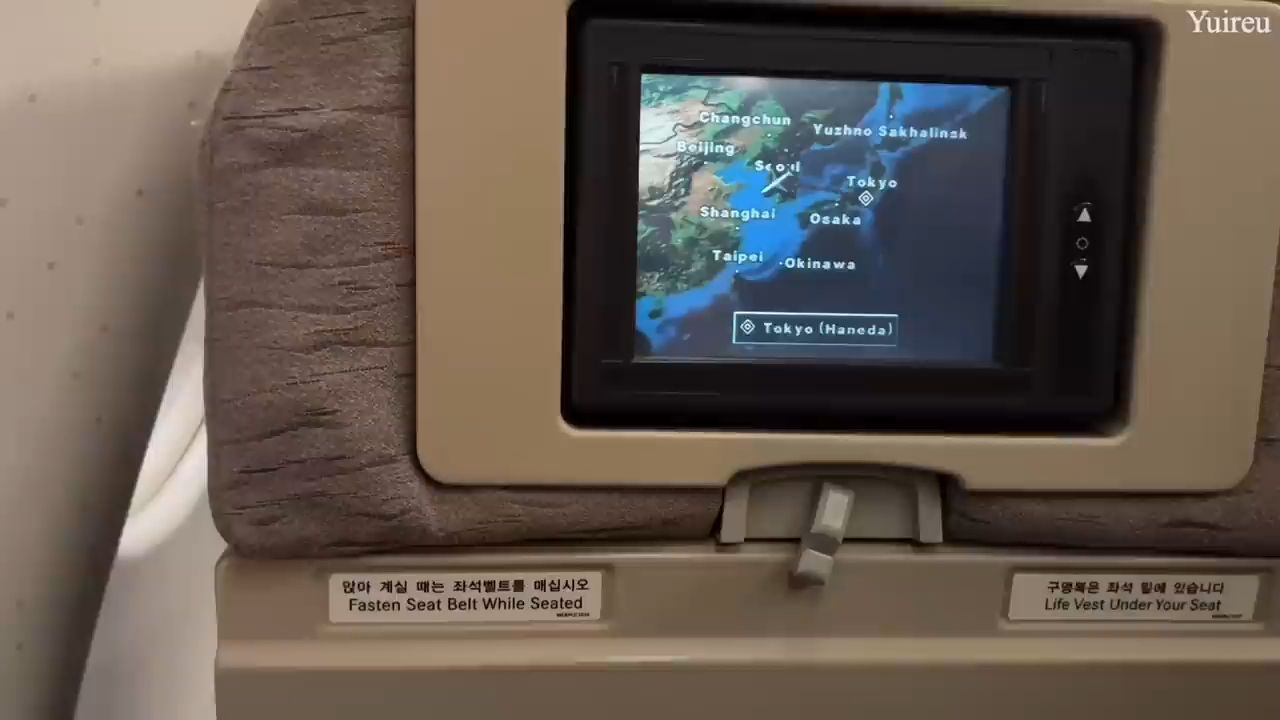 Yuireu
Changchun
Yuzhno Sakhalinsk
Beijing
Seoul
Tokyo
Shanghai
Osaka
Taipei
Okinawa
Tokyo (Haneda)
앉아 계실 때는 좌석벨트를 매십시오
Fasten Seat Belt While Seated
구명복은 좌석 밑에 있습니다
Life Vest Under Your Seat